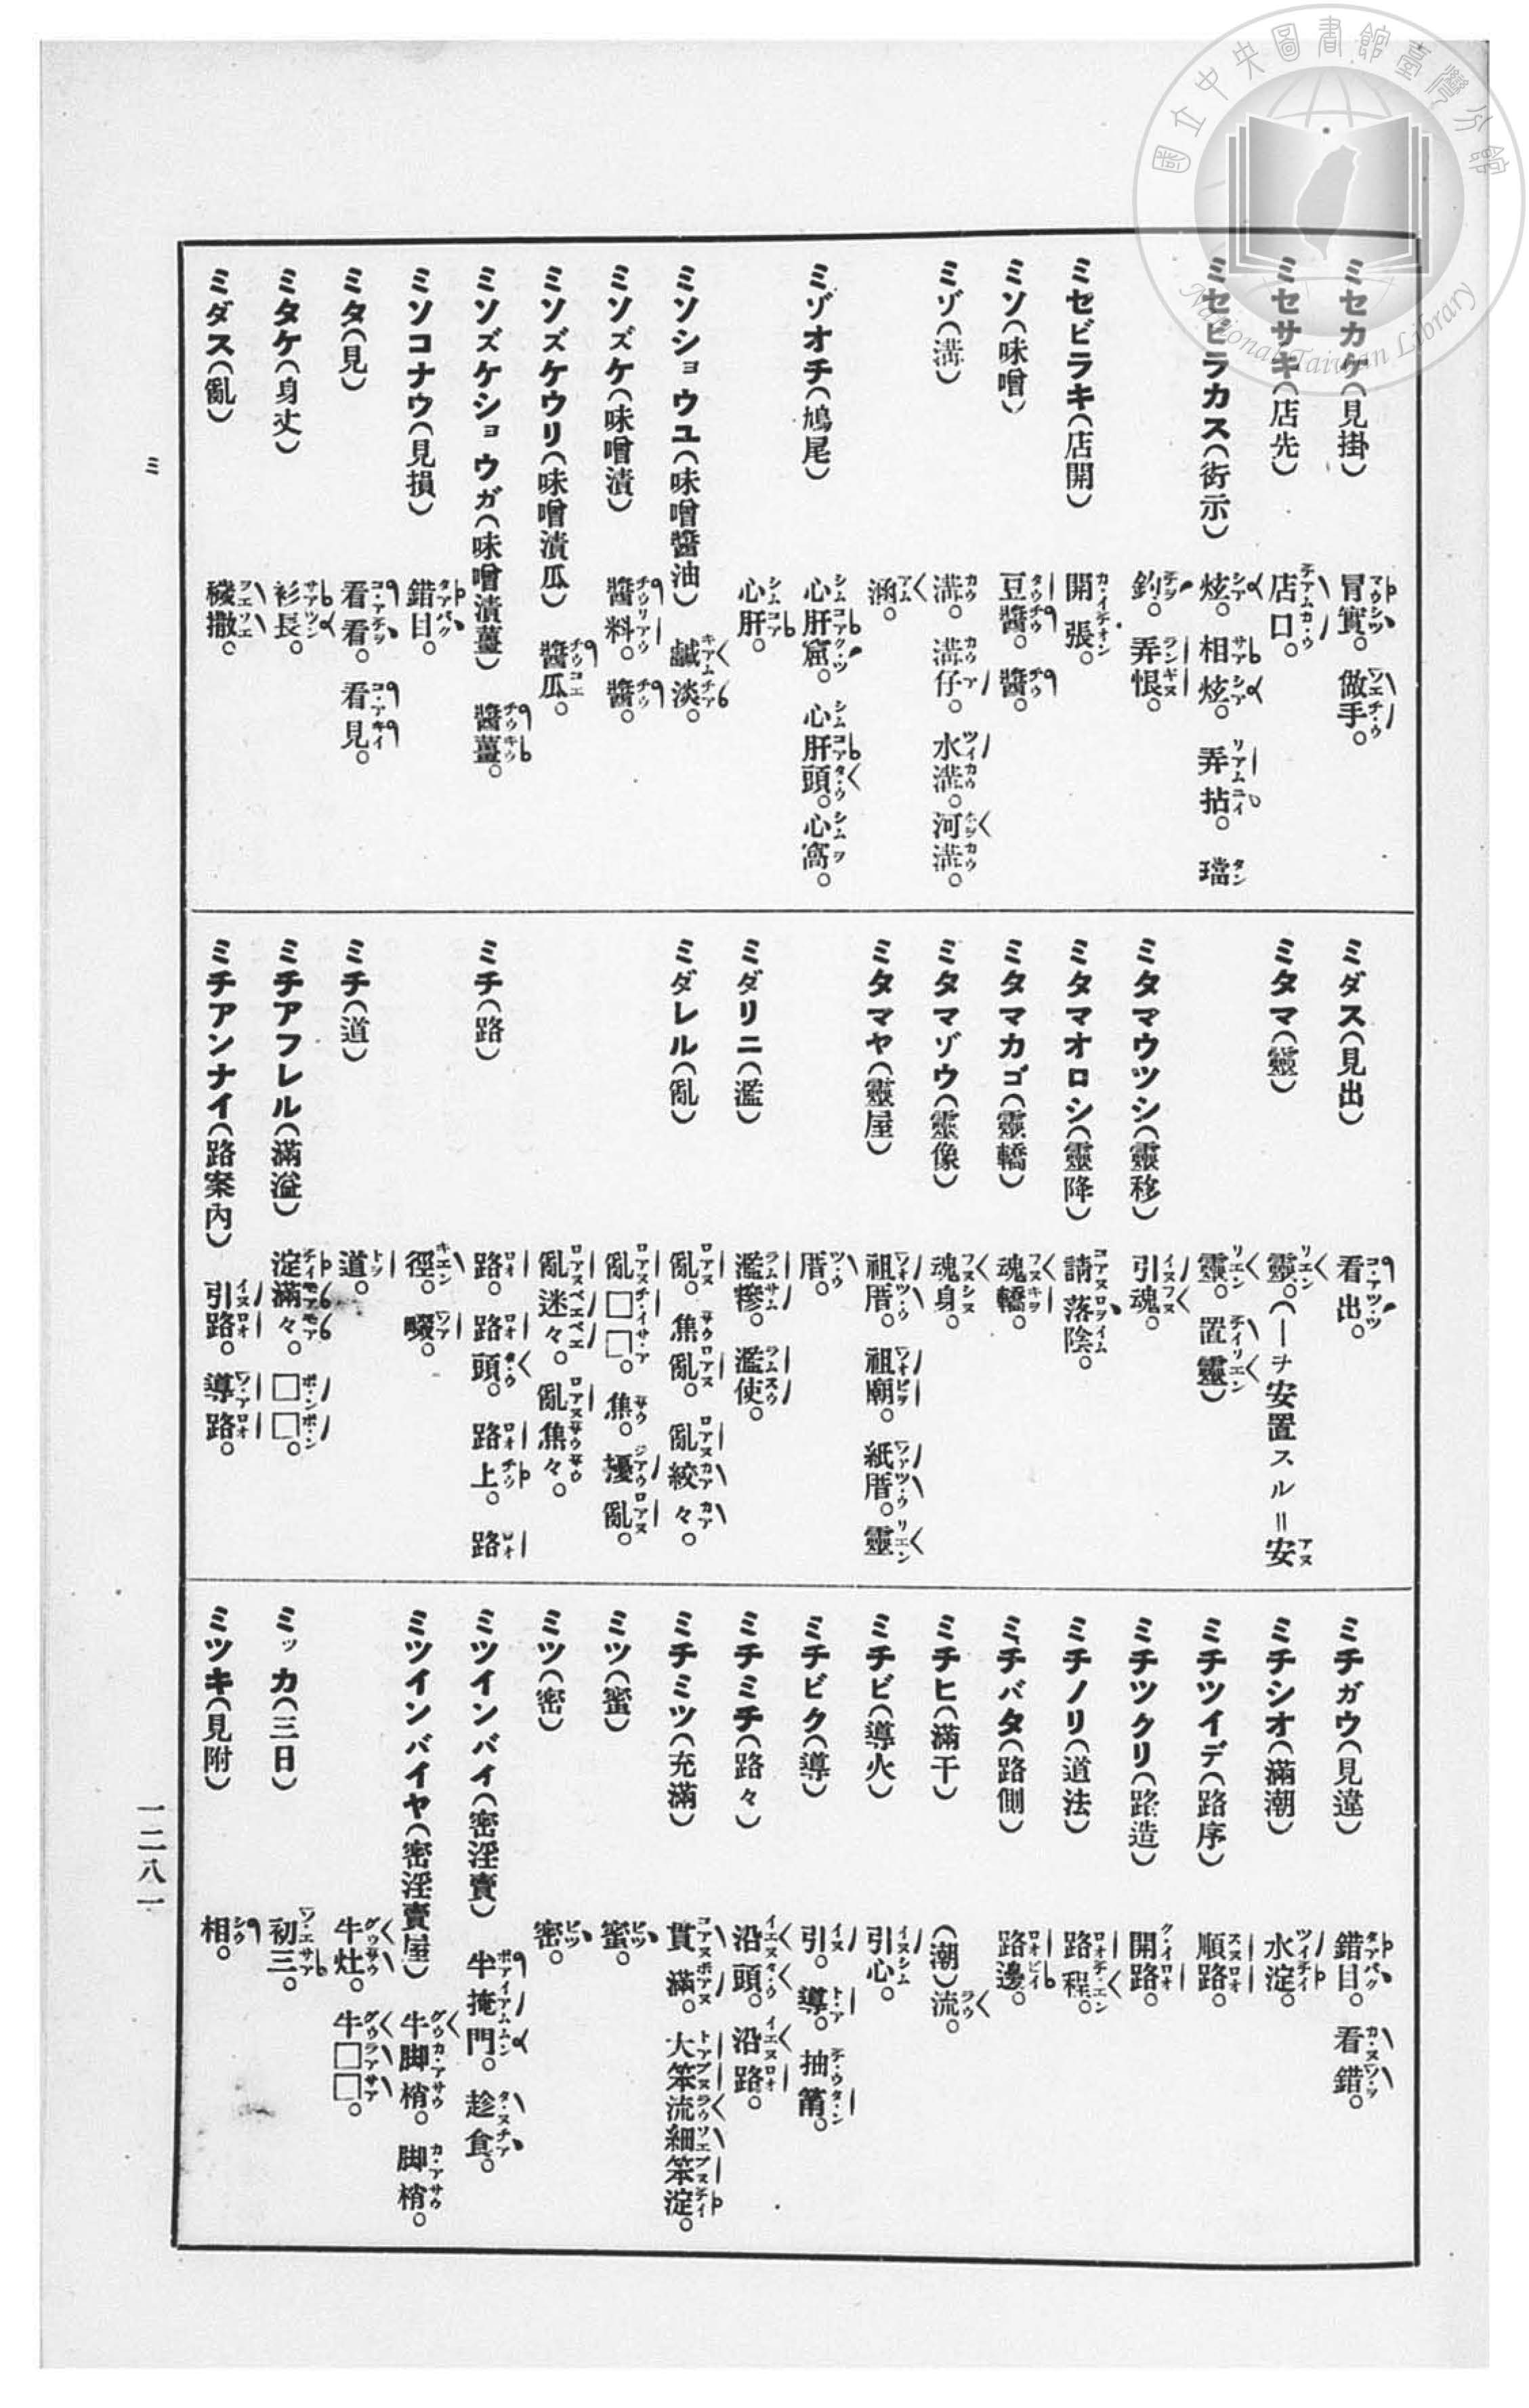 國立中央圖書館臺灣分館
National Taiwan Library
ミセカケ(見掛) 冒實。 做手。
ミセサキ(店先) 店口。
ミセビラカス(街示) 炫。 相炫。 弄拈。 璫
釣。 弄恨。
ミセビラキ(店開) 開張。
ミソ(味噌) 豆醬。 醬。
ミゾ(溝) 溝。 溝仔。 水溝。 河溝。
涵。
ミゾオチ(鳩尾) 心肝窟。 心肝頭。 心窩。
心肝。
ミソショウユ(味噌醬油) 鹹淡。
ミソズケ(味噌漬) 醬料。 醬。
ミソズケウリ(味噌漬瓜) 醬瓜。
ミソズケショウガ(味噌漬薑) 醬薑。
ミソコナウ(見損) 錯目。
ミタ(見) 看看。 看見。
ミタケ(身丈) 衫長。
ミダス(亂) 穢撒。
ミダス(見出) 看出。
ミタマ(靈) 靈。(ーチ安置スル=安
靈。 置靈)
ミタマウツシ(靈移) 引魂。
ミタマオロシ(靈降) 請落陰。
ミタマカゴ(靈轎) 魂轎。
ミタマゾウ(靈像) 魂身。
ミタマヤ(靈屋) 祖厝。 祖廟。 紙厝。 靈
厝。
ミダリニ(濫) 濫糝。 濫使。
ミダレル(亂) 亂。 焦亂。 亂絞々。
亂□□。 焦。 擾亂。
亂迷々。 亂焦々。
ミチ(路) 路。 路頭。 路上。 路
徑。 畷。
ミチ(道) 道。
ミチアフレル(滿溢) 淀滿々。 □□。
ミチアンナイ(路案內) 引路。 導路。
ミチガウ(見違) 錯目。 看錯。
ミチシオ(滿潮) 水淀。
ミチツイデ(路序) 順路。
ミチツクリ(路造) 開路。
ミチノリ(道法) 路程。
ミチバタ(路側) 路邊。
ミチヒ(滿干) (潮)流。
ミチビ(導火) 引心。
ミチビク(導) 引。 導。 抽箾。
ミチミチ(路々) 沿頭。 沿路。
ミチミツ(充滿) 貫滿。 大笨流細笨淀。
ミツ(蜜) 蜜。
ミツ(密) 密。
ミツインバイ(密淫賣) 半掩門。 趁食。
ミツインバイヤ(密淫賣屋) 牛脚梢。 脚梢。
牛灶。 牛□□。
ミッカ(三日) 初三。
ミツキ(見附) 相。
ミ
一二八一